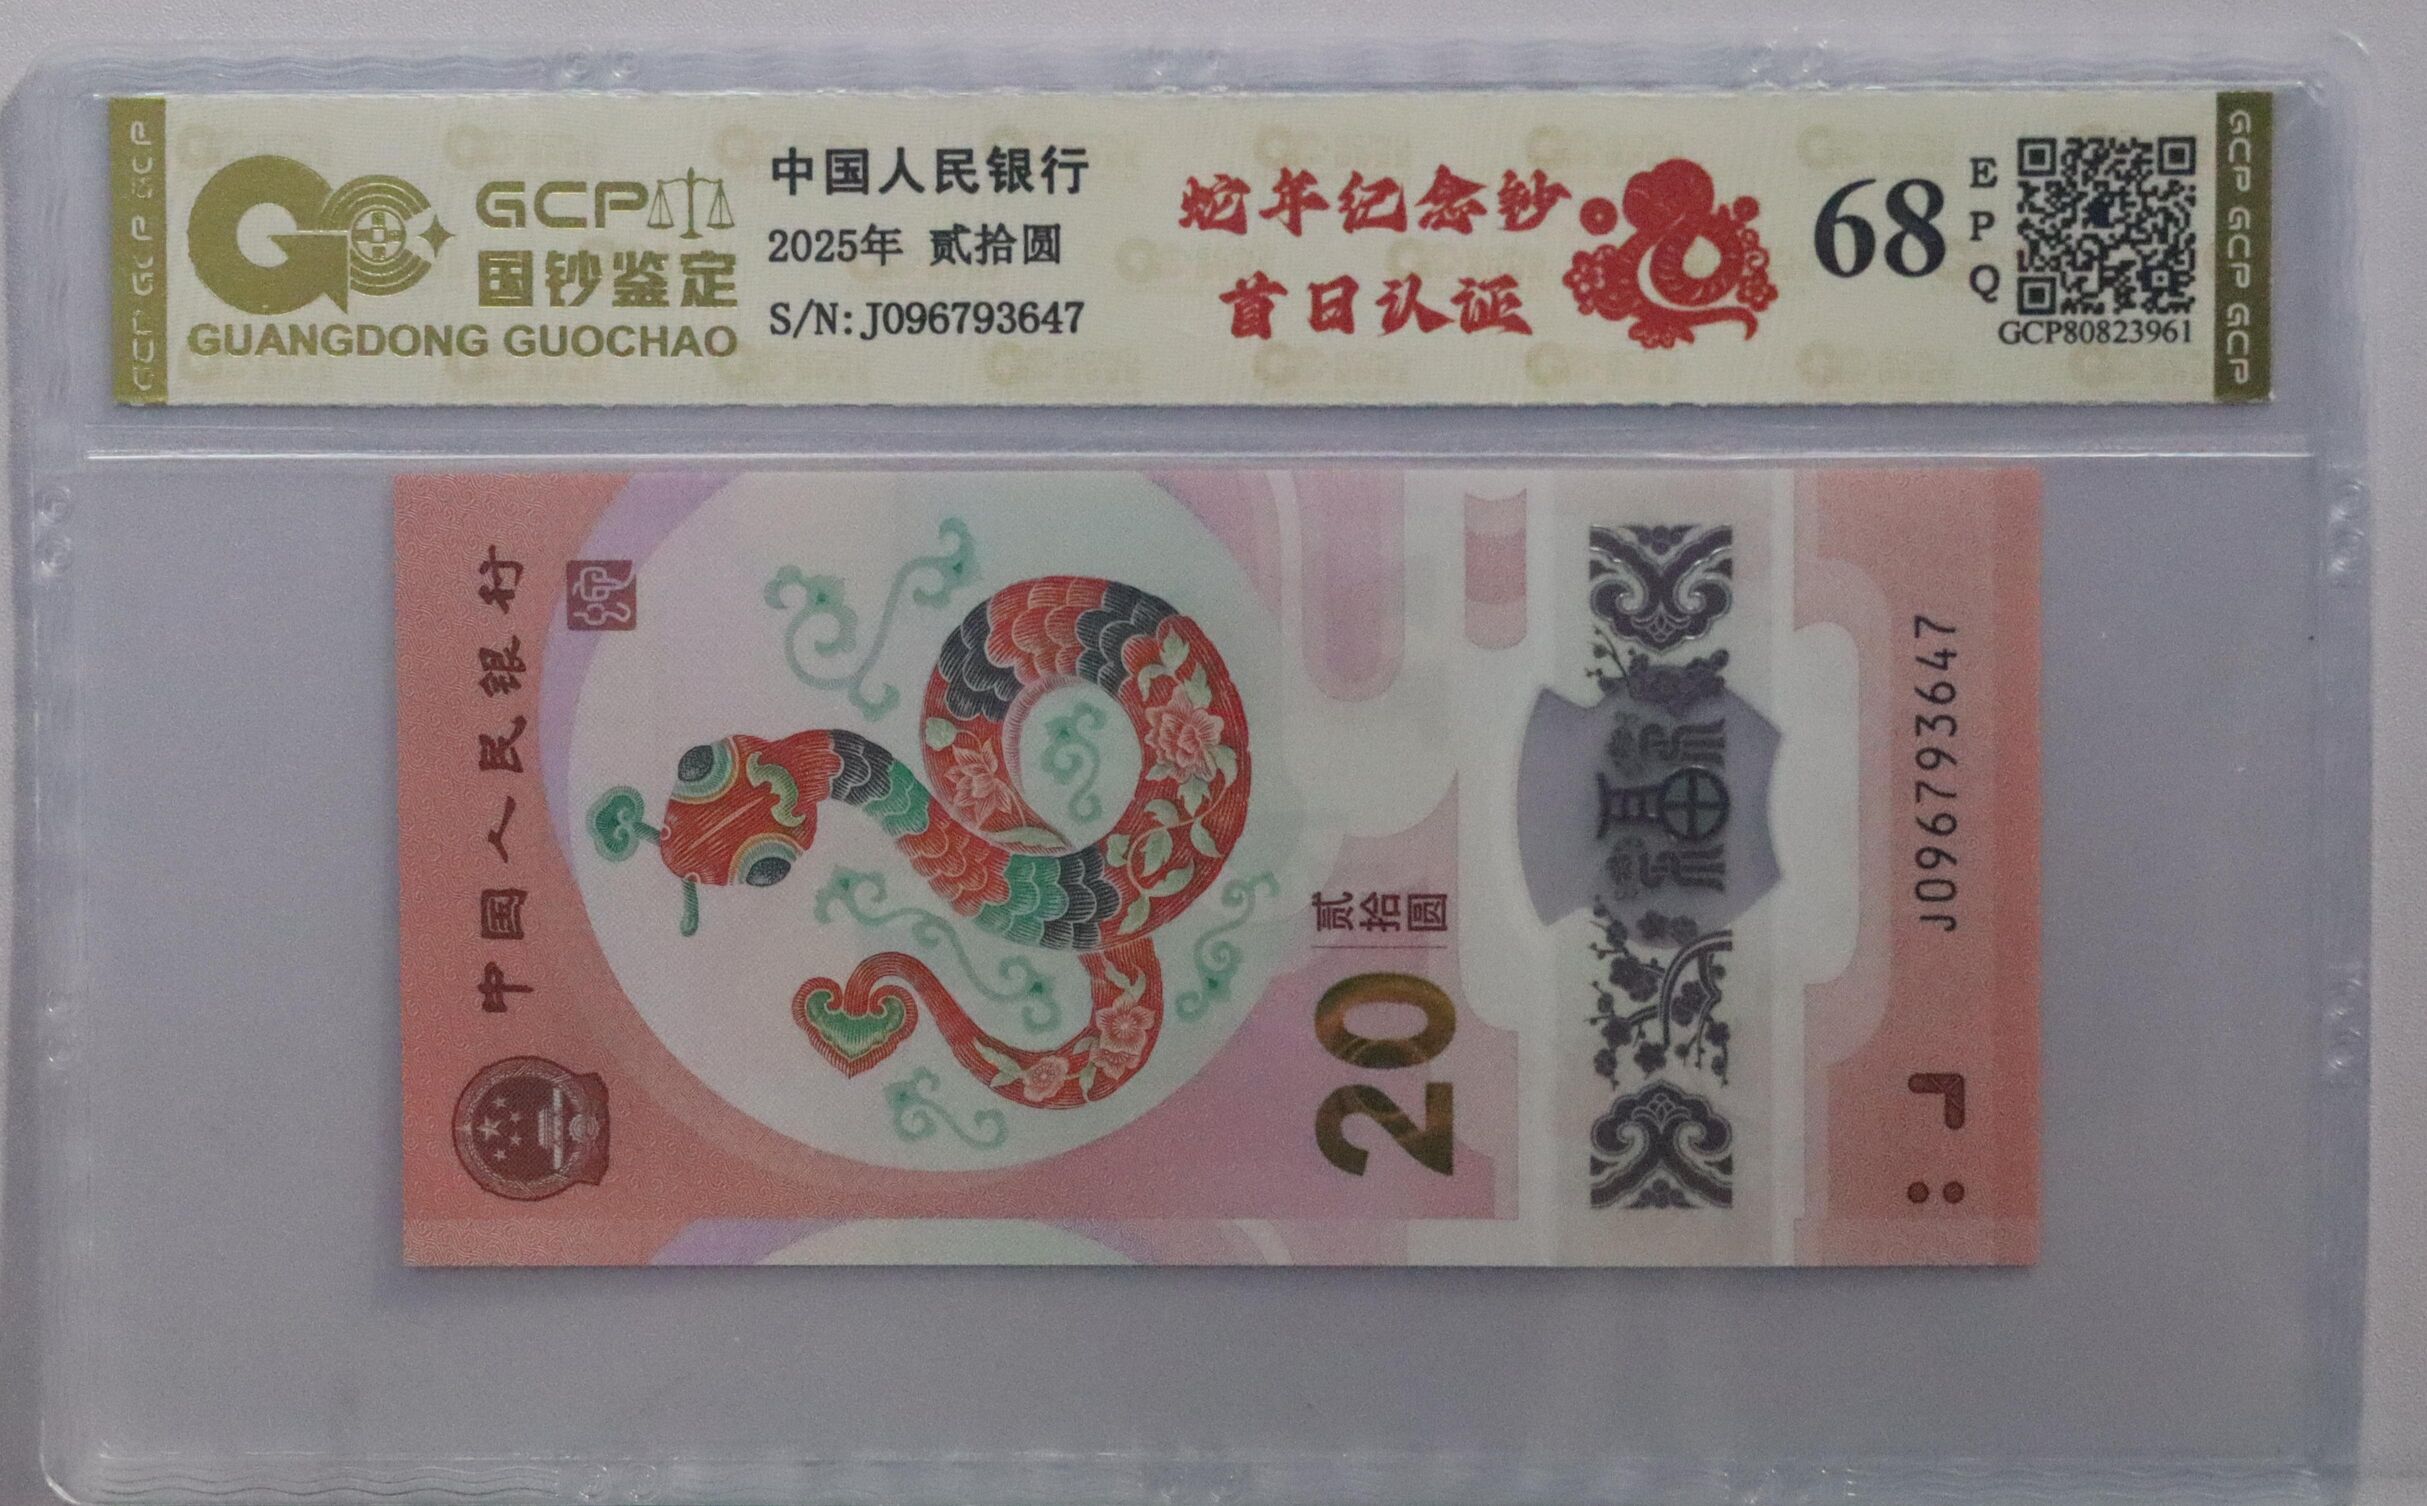 GCP GCP GCP
GCP
国钞鉴定
GUANGDONG GUOCHAO
中国人民银行
2025年 贰拾圆
S/N: J096793647
蛇年纪念钞
首日认证
68
EPQ
GCP80823961
GCP GCP GCP
中国人民银行
20
贰拾圆
J096793647